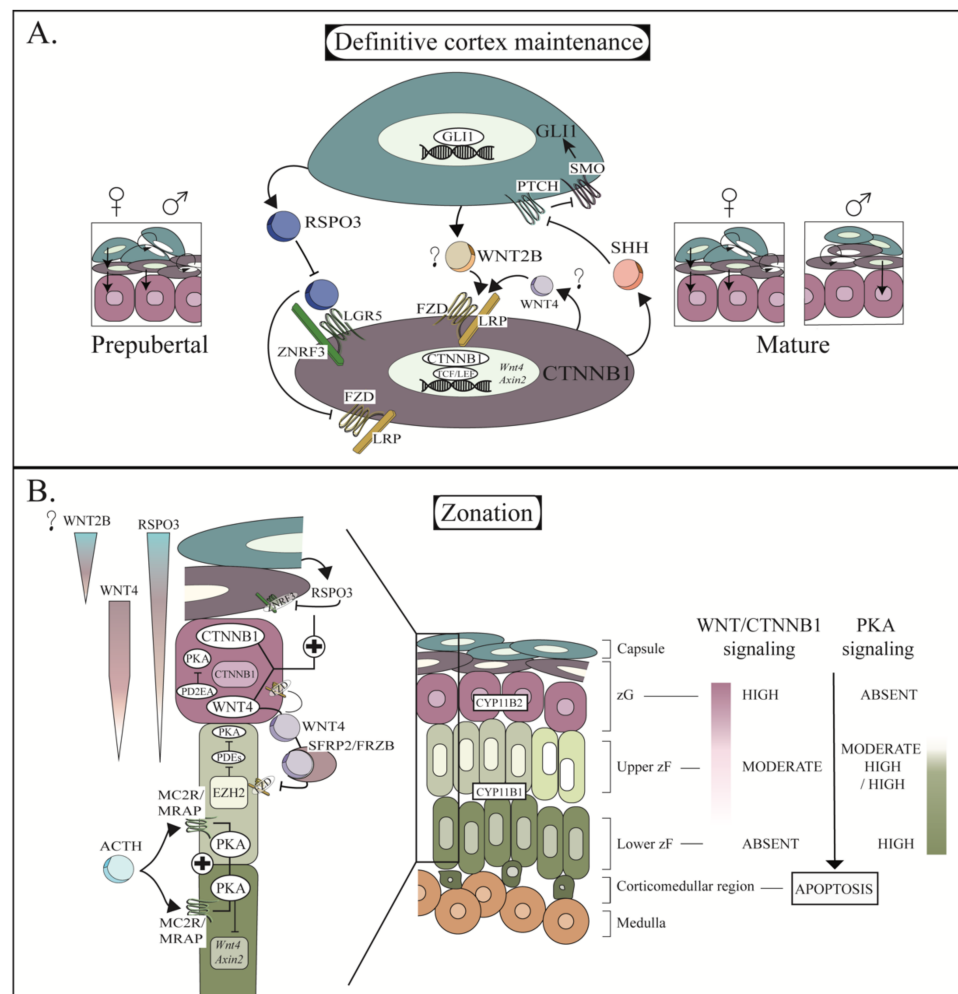 A.
Definitive cortex maintenance
GLI1
GLI1
SMO
PTCH
RSPO3
?
WNT2B
SHH
?
WNT4
♀ ♂
♀ ♂
LGR5
FZD
LRP
ZNRF3
CTNNB1
TCF/LEF
Wnt4
Axin2
CTNNB1
Prepubertal
Mature
FZD
LRP
B.
Zonation
?
WNT2B
RSPO3
WNT4
ZNRF3
RSPO3
CTNNB1
+
PKA
CTNNB1
PD2EA
WNT4
WNT4
PKA
SFRP2/FRZB
PDEs
EZH2
MC2R/
MRAP
ACTH
PKA
+
PKA
MC2R/
MRAP
Wnt4
Axin2
WNT/CTNNB1
signaling
PKA
signaling
Capsule
zG
HIGH
ABSENT
CYP11B2
Upper zF
MODERATE
MODERATE
HIGH
/ HIGH
CYP11B1
Lower zF
ABSENT
HIGH
Corticomedullar region
APOPTOSIS
Medulla